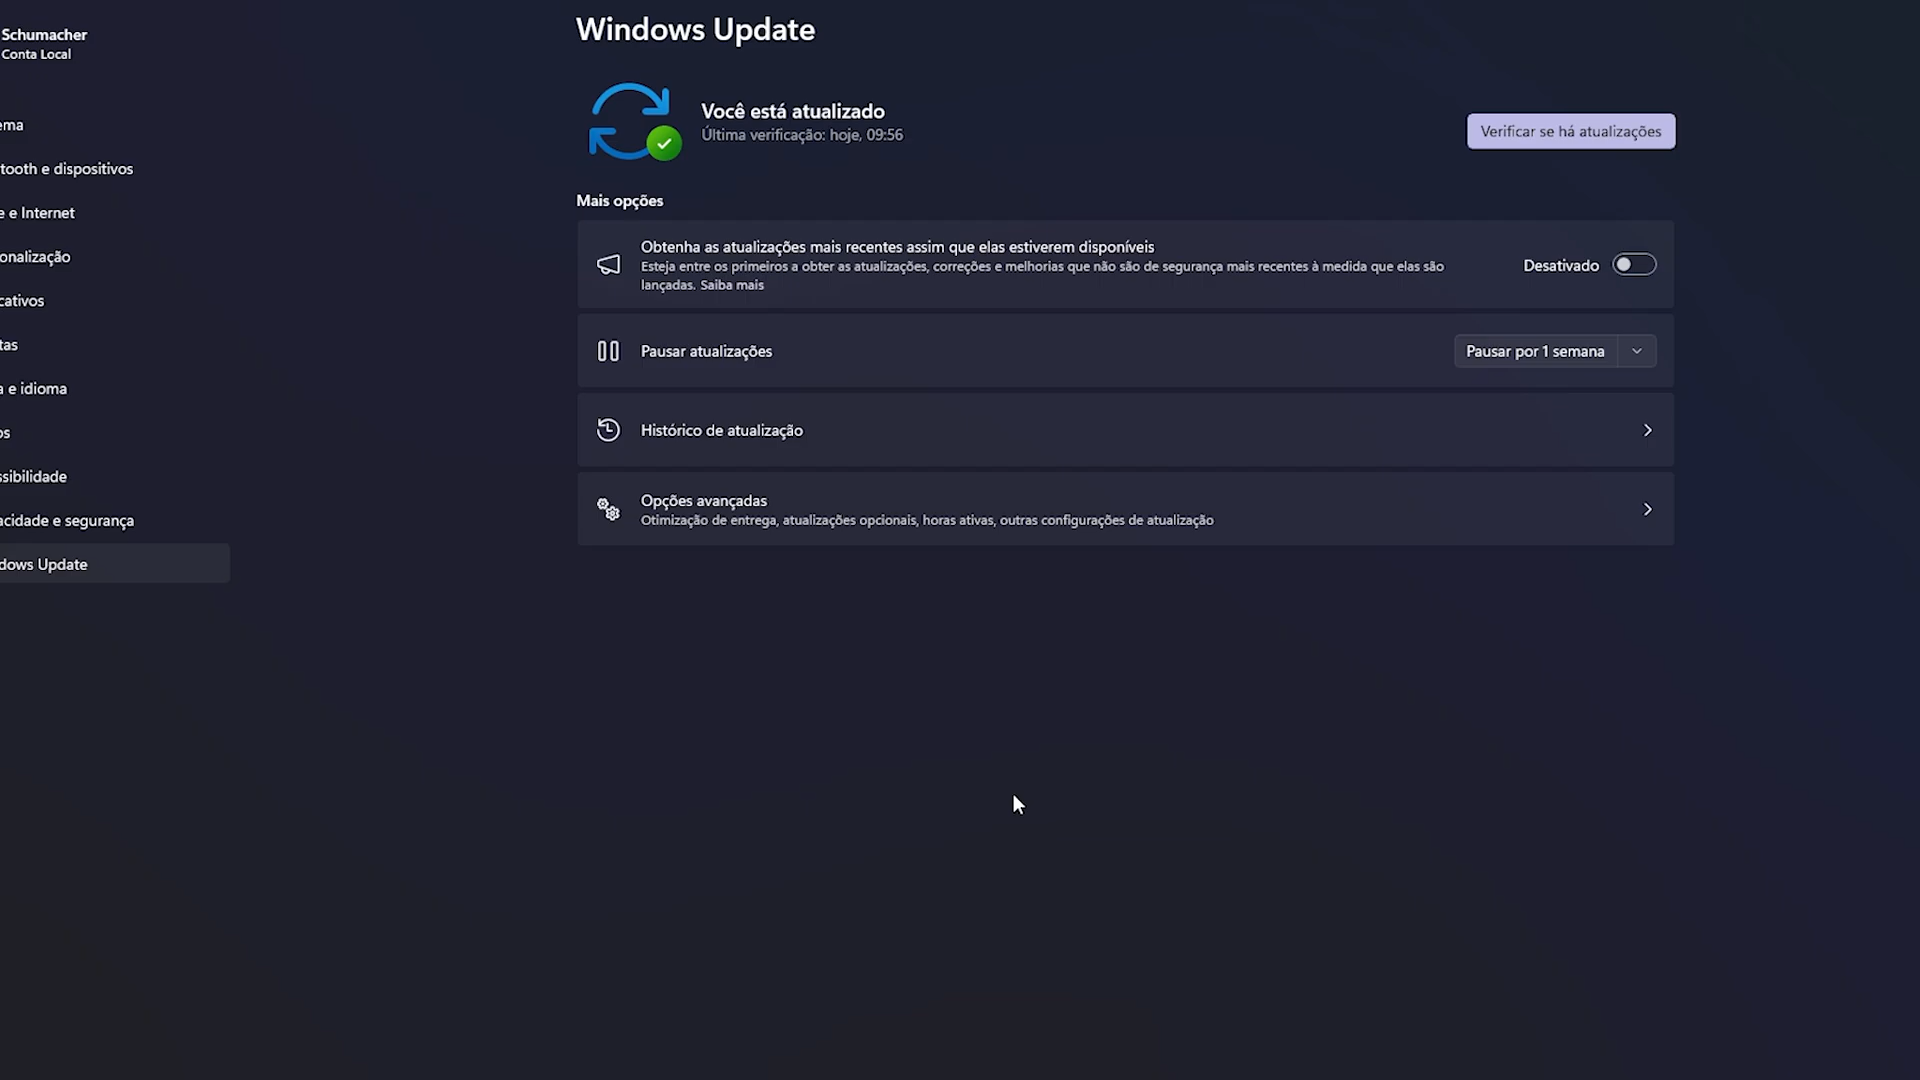 Schumacher
Conta Local
ema
tooth e dispositivos
e e Internet
onalização
cativos
tas
a e idioma
os
ssibilidade
acidade e segurança
dows Update
Windows Update
Você está atualizado
Última verificação: hoje, 09:56
Verificar se há atualizações
Mais opções
Obtenha as atualizações mais recentes assim que elas estiverem disponíveis
Esteja entre os primeiros a obter as atualizações, correções e melhorias que não são de segurança mais recentes à medida que elas são
lançadas. Saiba mais
Desativado
Pausar atualizações
Pausar por 1 semana
Histórico de atualização
Opções avançadas
Otimização de entrega, atualizações opcionais, horas ativas, outras configurações de atualização